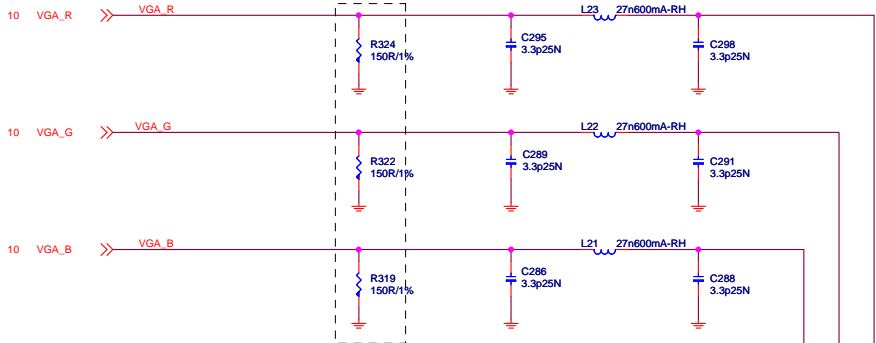 10 VGA_R VGA_R L23 27n600mA-RH
R324 C295 C298
150R/1% 3.3p25N 3.3p25N
10 VGA_G VGA_G L22 27n600mA-RH
R322 C289 C291
150R/1% 3.3p25N 3.3p25N
10 VGA_B VGA_B L21 27n600mA-RH
R319 C286 C288
150R/1% 3.3p25N 3.3p25N